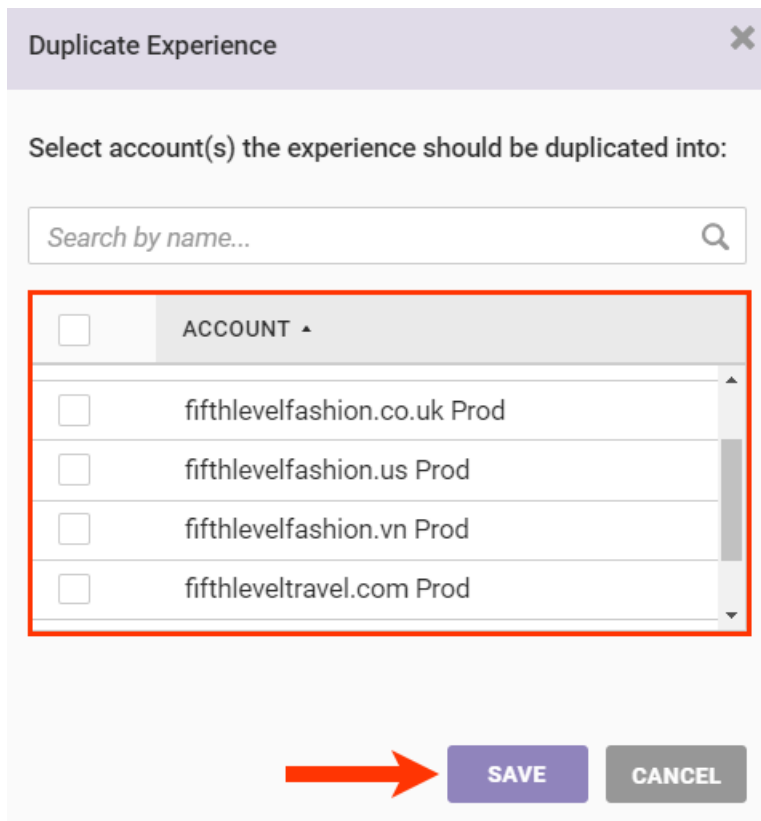 Duplicate Experience
Select account(s) the experience should be duplicated into:
Search by name...
ACCOUNT
fifthlevelfashion.co.uk Prod
fifthlevelfashion.us Prod
fifthlevelfashion.vn Prod
fifthleveltravel.com Prod
SAVE CANCEL